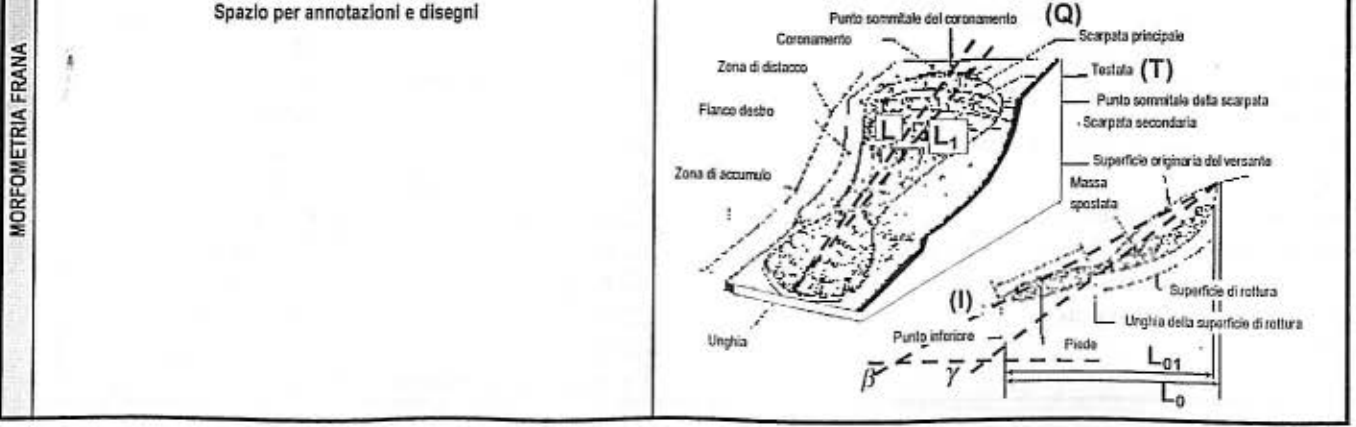 MORFOMETRIA FRANA
Spazio per annotazioni e disegni
Punto sommitale del coronamento (Q)
Coronamento
Scarpata principale
Zona di distacco
Testata (T)
Fianco destro
Punto sommitale della scarpata
Scarpata secondaria
L L1
Zona di accumulo
Superficie originaria del versante
Massa
spostata
(I)
Superficie di rottura
Unghia della superficie di rottura
Unghia
Punto inferiore
Piede
β γ
L01
L0